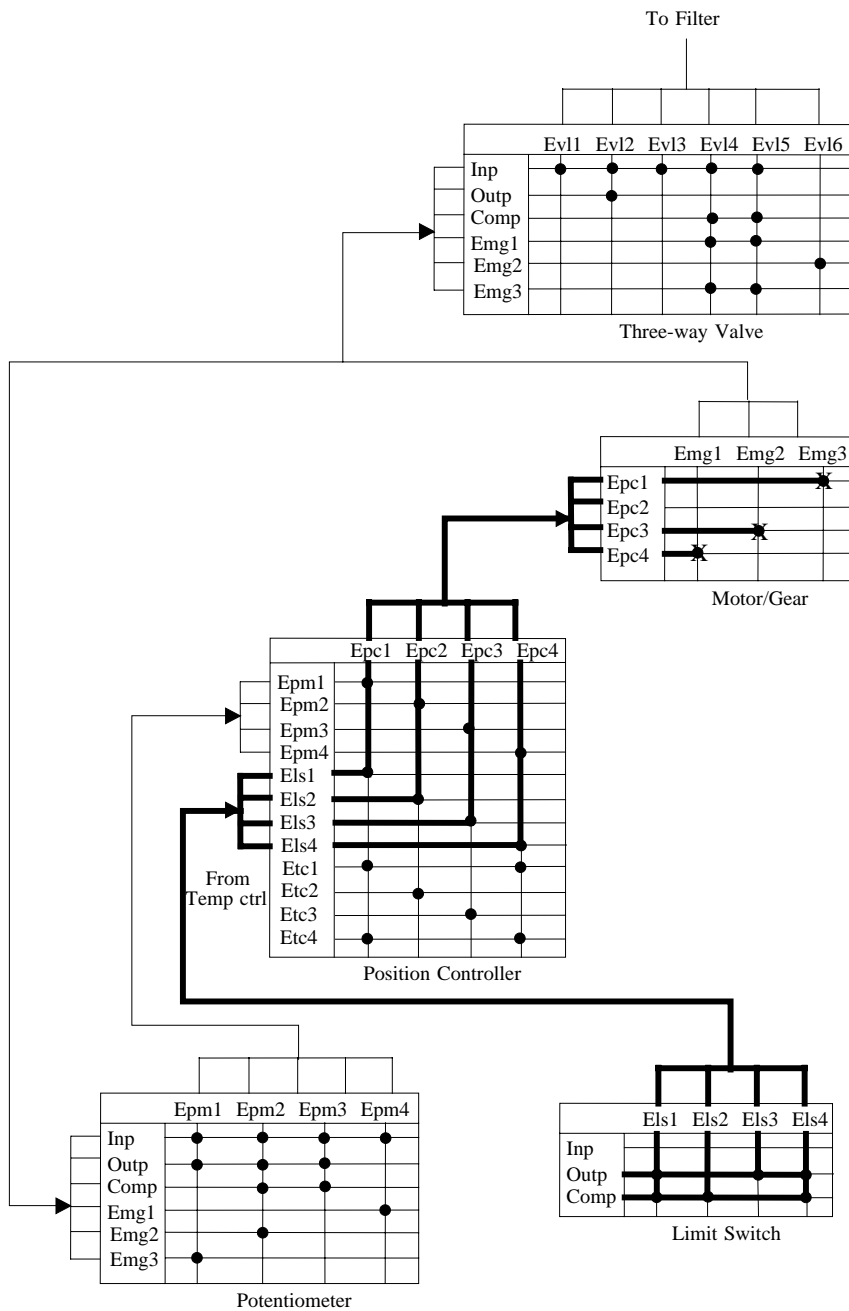 To Filter
Evl1 Evl2 Evl3 Evl4 Evl5 Evl6
Inp
Outp
Comp
Emg1
Emg2
Emg3
Three-way Valve
Emg1 Emg2 Emg3
Epc1
X
Epc2
Epc3
X
Epc4
X
Motor/Gear
Epc1 Epc2 Epc3 Epc4
Epm1
Epm2
Epm3
Epm4
Els1
Els2
Els3
Els4
Etc1
Etc2
Etc3
Etc4
From
Temp ctrl
Position Controller
Epm1 Epm2 Epm3 Epm4
Inp
Outp
Comp
Emg1
Emg2
Emg3
Potentiometer
Els1 Els2 Els3 Els4
Inp
Outp
Comp
Limit Switch